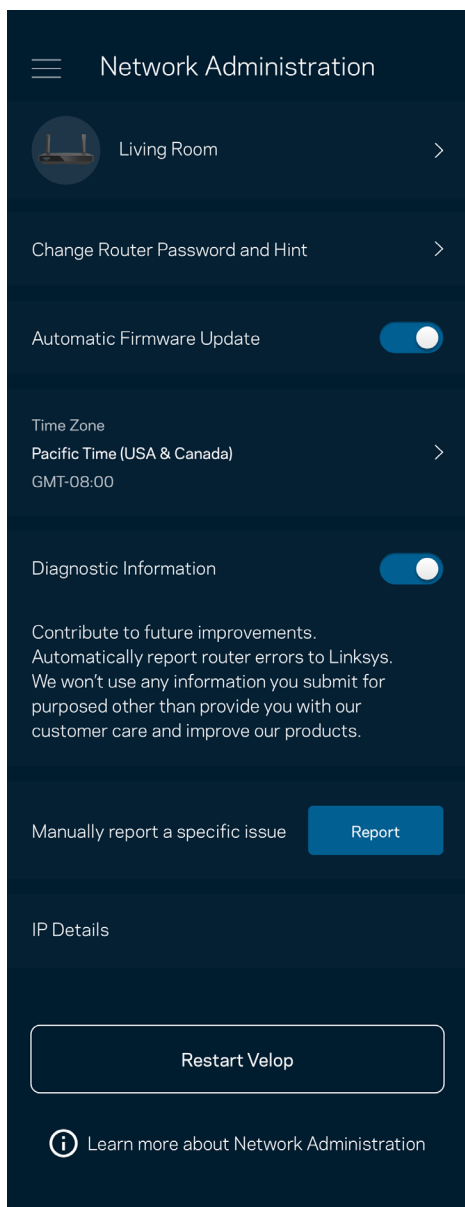 Network Administration
Living Room
Change Router Password and Hint
Automatic Firmware Update
Time Zone
Pacific Time (USA & Canada)
GMT-08:00
Diagnostic Information
Contribute to future improvements.
Automatically report router errors to Linksys.
We won't use any information you submit for
purposed other than provide you with our
customer care and improve our products.
Manually report a specific issue
Report
IP Details
Restart Velop
Learn more about Network Administration